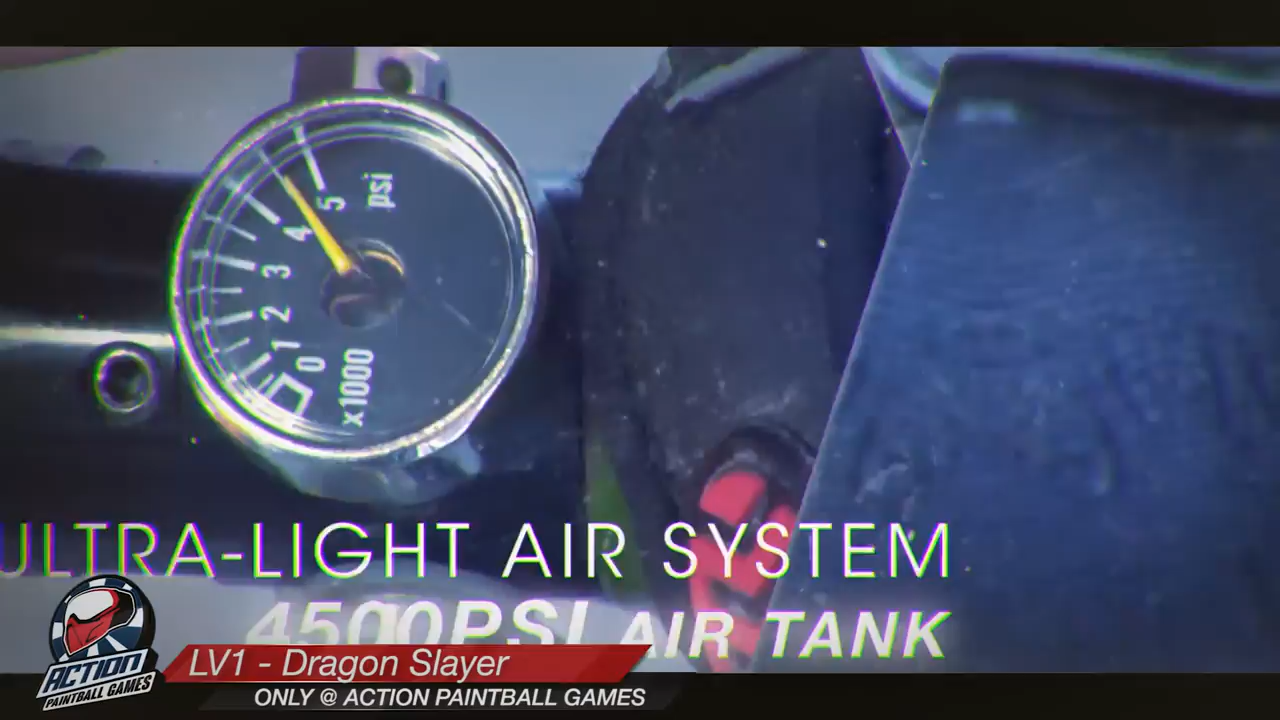 psi
5
4
3
2
1
0
x1000
ULTRA-LIGHT AIR SYSTEM
4500PSI AIR TANK
ACTION
PAINTBALL GAMES
LV1 - Dragon Slayer
ONLY @ ACTION PAINTBALL GAMES